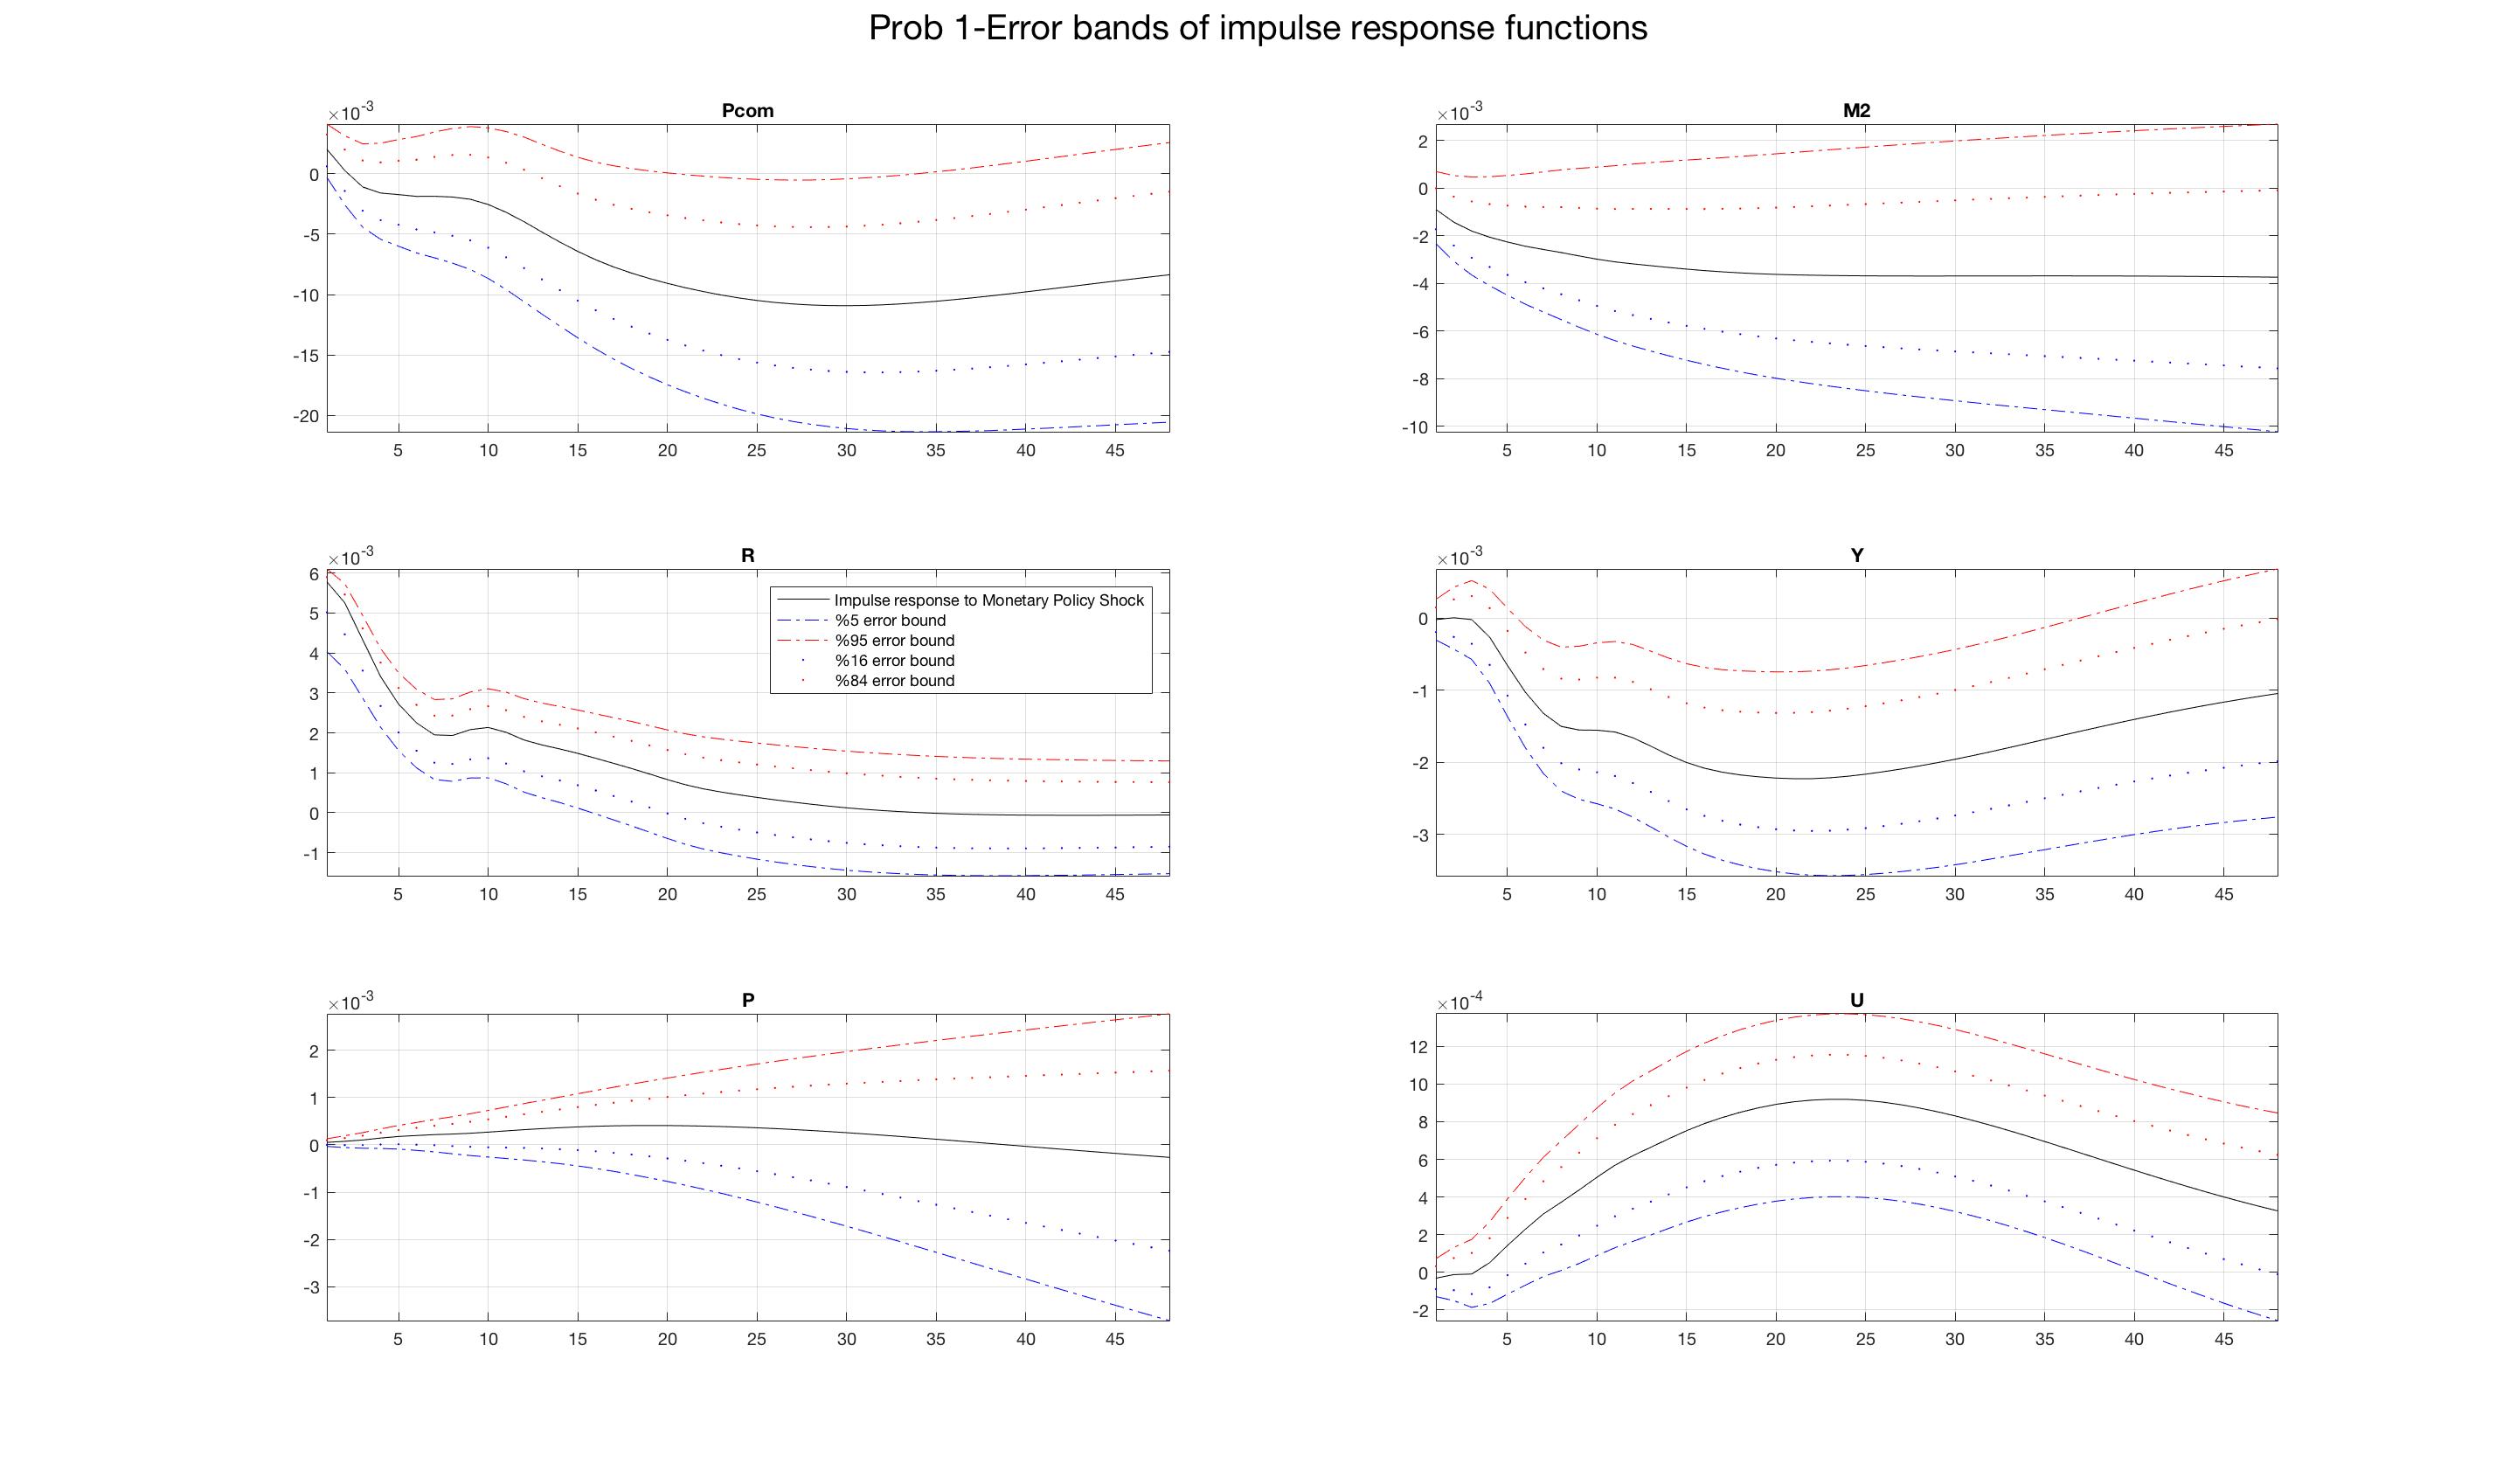 Prob 1-Error bands of impulse response functions
×10-3
Pcom
0
-5
-10
-15
-20
5 10 15 20 25 30 35 40 45
×10-3
M2
2
0
-2
-4
-6
-8
-10
5 10 15 20 25 30 35 40 45
×10-3
R
6
5
4
3
2
1
0
-1
Impulse response to Monetary Policy Shock
%5 error bound
%95 error bound
%16 error bound
%84 error bound
5 10 15 20 25 30 35 40 45
×10-3
Y
0
-1
-2
-3
5 10 15 20 25 30 35 40 45
×10-3
P
2
1
0
-1
-2
-3
5 10 15 20 25 30 35 40 45
×10-4
U
12
10
8
6
4
2
0
-2
5 10 15 20 25 30 35 40 45